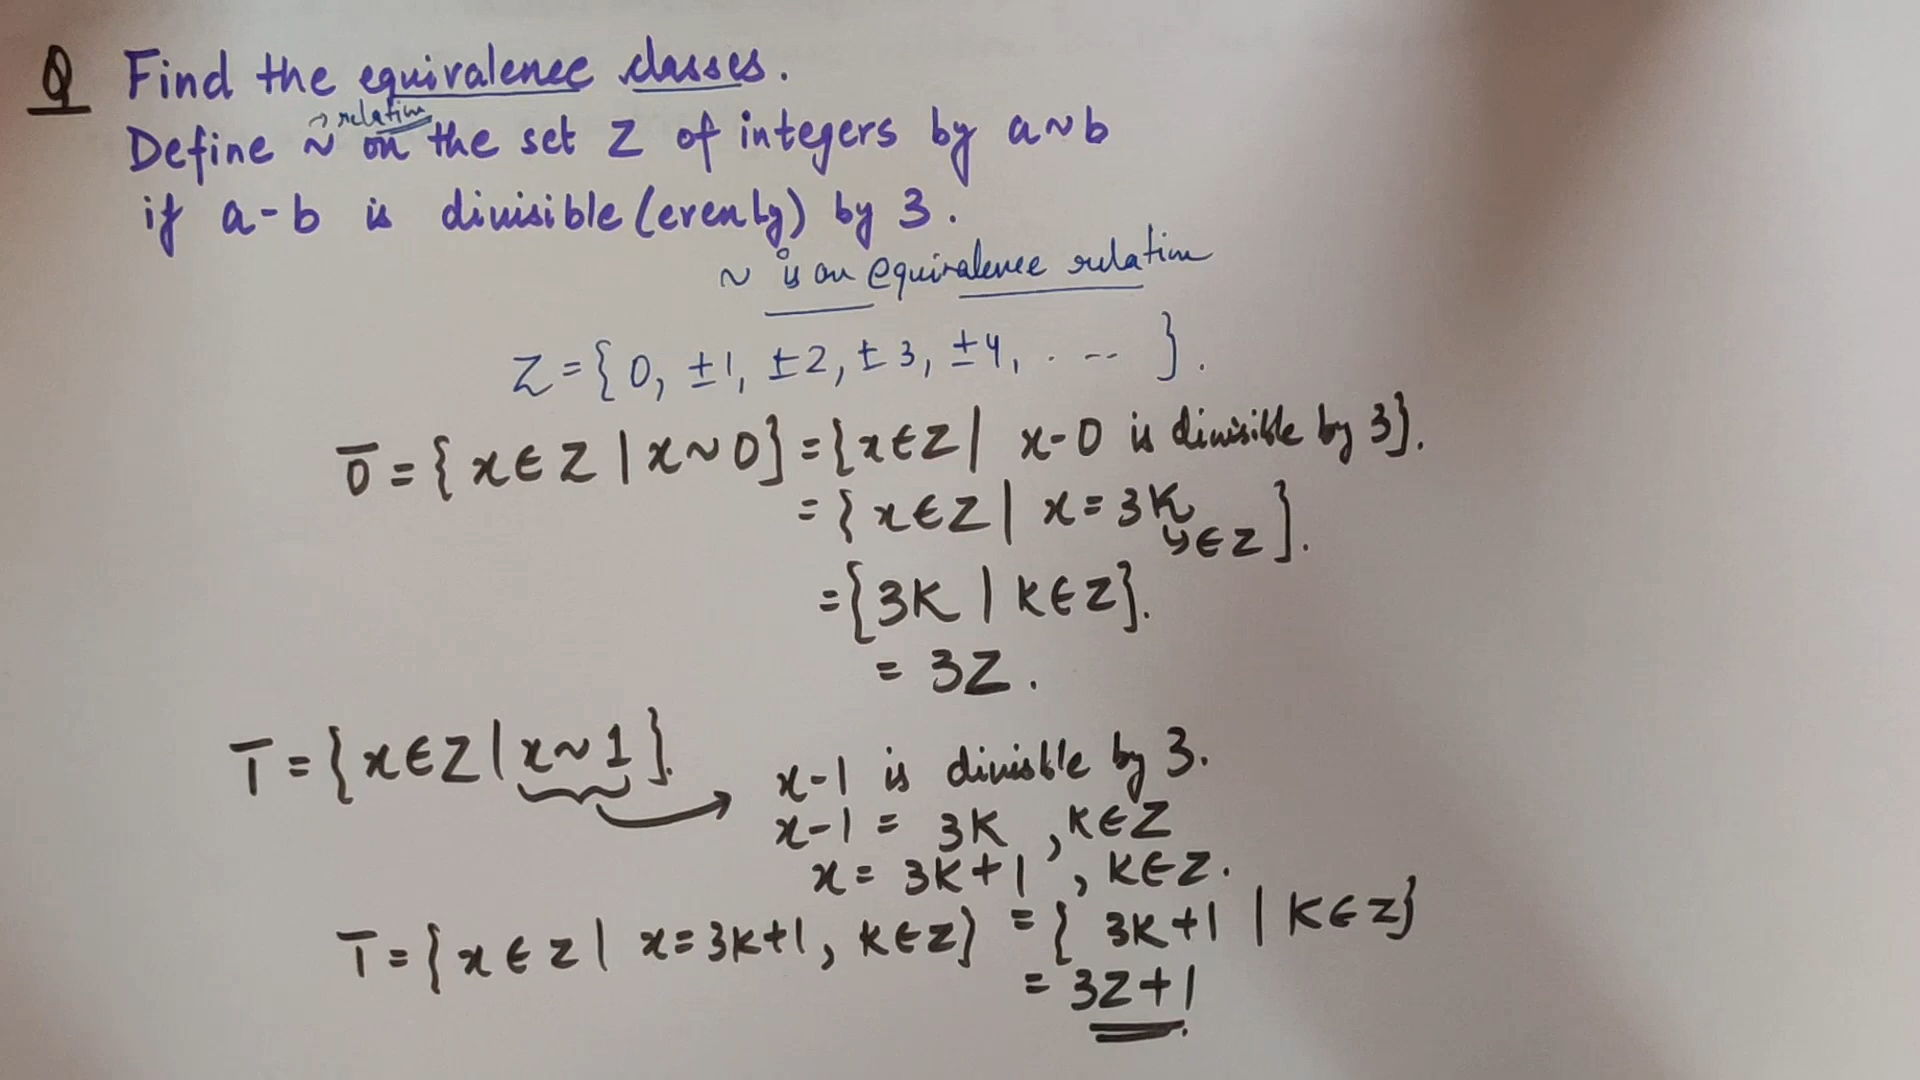 Q Find the equivalence classes.
→ relation
Define ~ on the set Z of integers by a~b
if a-b is divisible (evenly) by 3.
~ is an equivalence relation
Z = { 0, ±1, ±2, ±3, ±4, . -- }.
0̅ = { x ∈ Z | x ~ 0 } = { x ∈ Z | x-0 is divisible by 3 }.
= { x ∈ Z | x = 3K ↳ ∈ Z }.
= { 3K | K ∈ Z }.
= 3Z.
1̅ = { x ∈ Z | x ~ 1 }.
x-1 is divisble by 3.
x-1 = 3K , K ∈ Z
x = 3K+1 , K ∈ Z.
1̅ = { x ∈ Z | x = 3K+1, K ∈ Z } = { 3K+1 | K ∈ Z }
= 3Z+1.